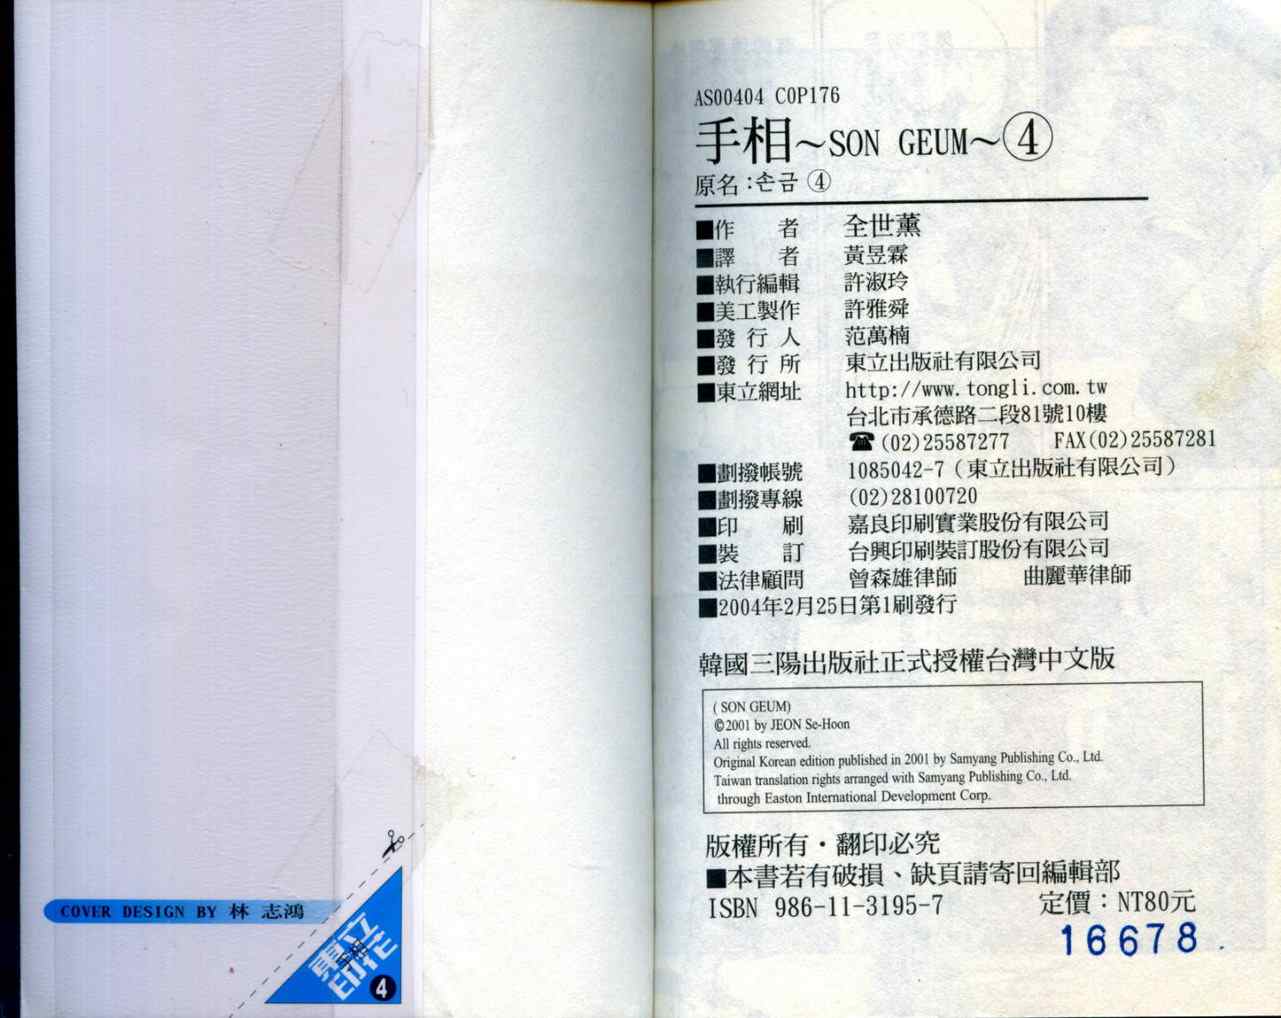 COVER DESIGN BY 林 志鴻
東立
印花
手相
4
AS00404 COP176
手相～SON GEUM～④
原名:손금 ④
■作 者 全世薰
■譯 者 黃昱霖
■執行編輯 許淑玲
■美工製作 許雅舜
■發 行 人 范萬楠
■發 行 所 東立出版社有限公司
■東立網址 http://www.tongli.com.tw
台北市承德路二段81號10樓
☎(02)25587277 FAX(02)25587281
■劃撥帳號 1085042-7（東立出版社有限公司）
■劃撥專線 (02)28100720
■印 刷 嘉良印刷實業股份有限公司
■裝 訂 台興印刷裝訂股份有限公司
■法律顧問 曾森雄律師 曲麗華律師
■2004年2月25日第1刷發行
韓國三陽出版社正式授權台灣中文版
( SON GEUM)
©2001 by JEON Se-Hoon
All rights reserved.
Original Korean edition published in 2001 by Samyang Publishing Co., Ltd.
Taiwan translation rights arranged with Samyang Publishing Co., Ltd.
through Easton International Development Corp.
版權所有・翻印必究
■本書若有破損、缺頁請寄回編輯部
ISBN 986-11-3195-7 定價：NT80元
16678